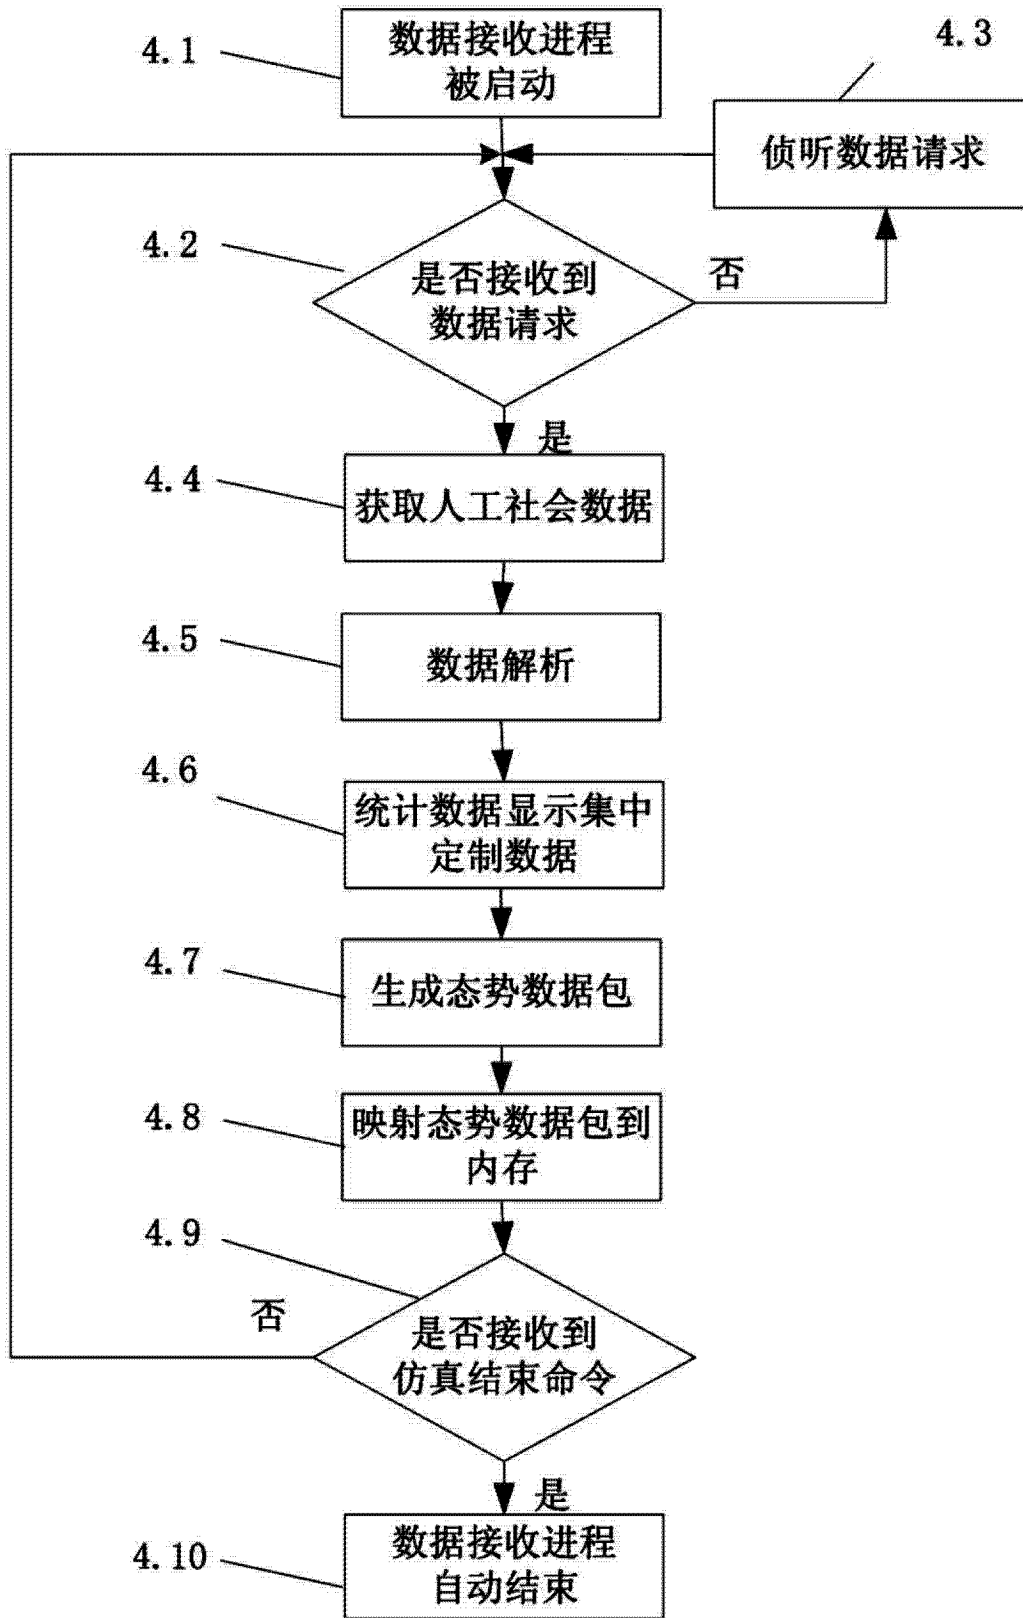 4.1
数据接收进程
被启动
4.3
侦听数据请求
4.2
是否接收到
数据请求
否
是
4.4
获取人工社会数据
4.5
数据解析
4.6
统计数据显示集中
定制数据
4.7
生成态势数据包
4.8
映射态势数据包到
内存
4.9
否
是否接收到
仿真结束命令
是
4.10
数据接收进程
自动结束